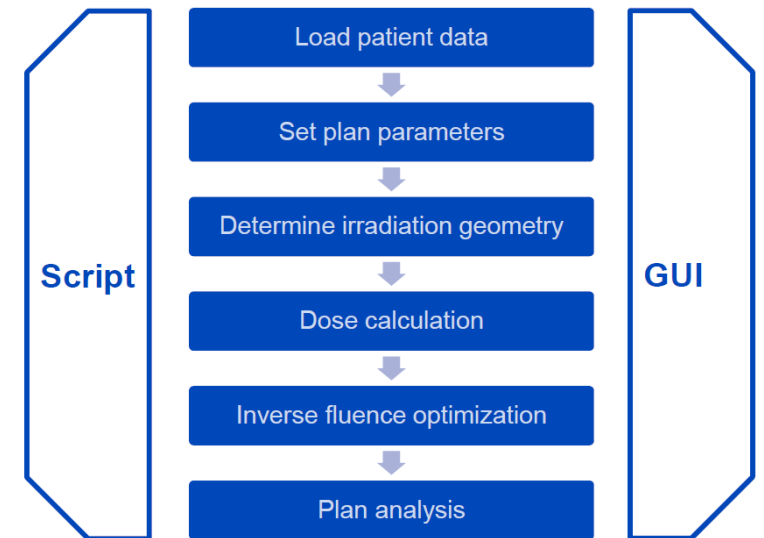 Load patient data
Set plan parameters
Determine irradiation geometry
Script
GUI
Dose calculation
Inverse fluence optimization
Plan analysis